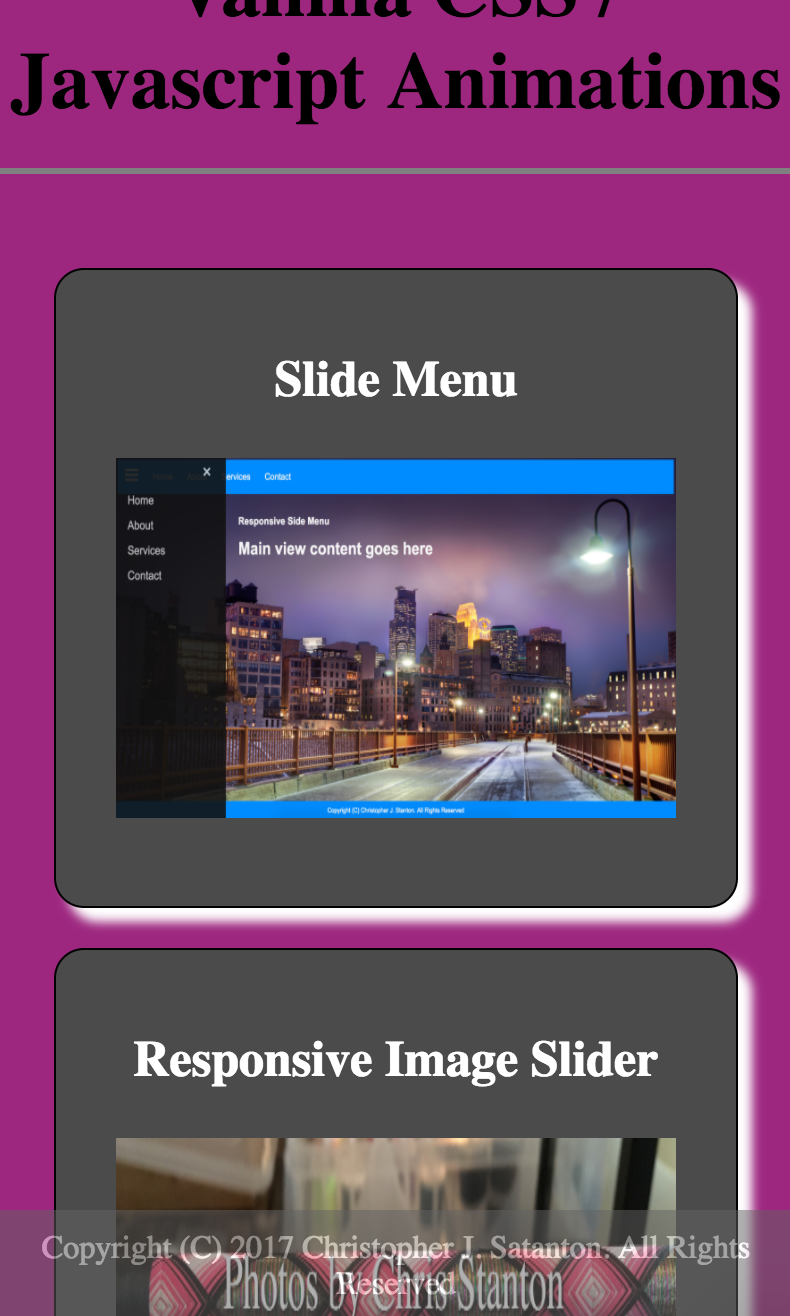 Vanilla CSS /
Javascript Animations
Slide Menu
×
Home About Services Contact
Home
About
Services
Contact
Responsive Side Menu
Main view content goes here
Copyright (C) Christopher J. Stanton. All Rights Reserved
Responsive Image Slider
Copyright (C) 2017 Christopher J. Satanton. All Rights
Reserved
Photos by Chris Stanton